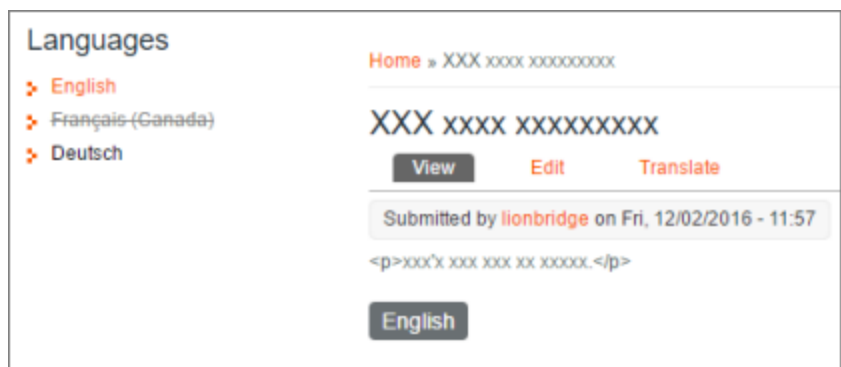 Languages
English
Français (Canada)
Deutsch
Home » XXX xxxx xxxxxxxxx
XXX xxxx xxxxxxxxx
View Edit Translate
Submitted by lionbridge on Fri, 12/02/2016 - 11:57
<p>xxx'x xxx xxx xx xxxxx.</p>
English